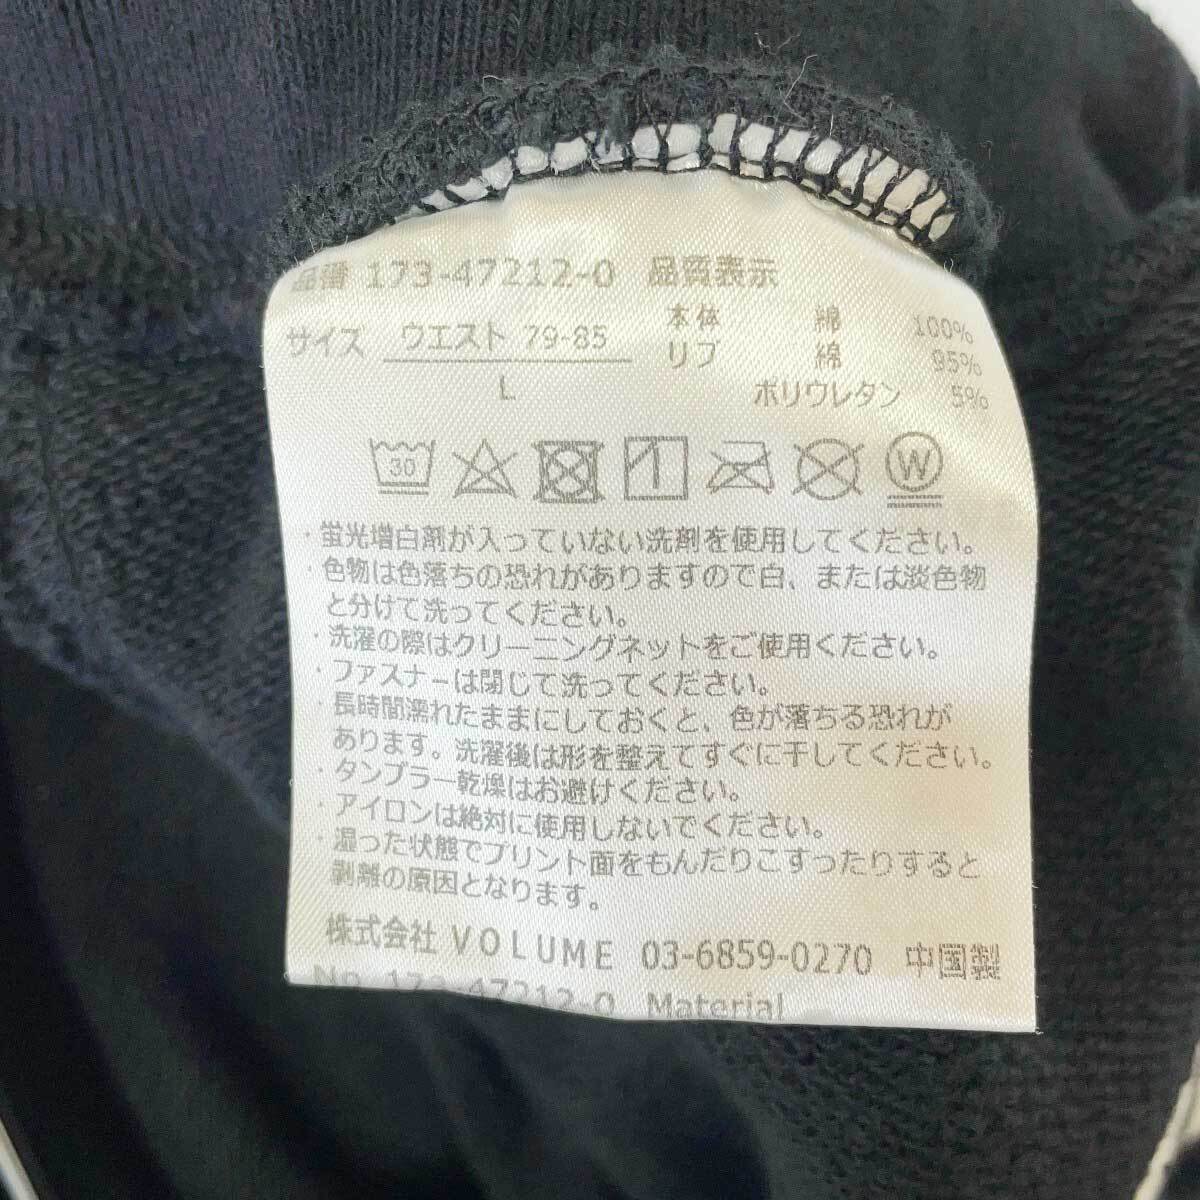 品番 173-47212-0 品質表示
サイズ ウエスト 79-85
L
本体 綿 100%
リブ 綿 95%
ポリウレタン 5%
30
W
・蛍光増白剤が入っていない洗剤を使用してください。
・色物は色落ちの恐れがありますので白、または淡色物
と分けて洗ってください。
・洗濯の際はクリーニングネットをご使用ください。
・ファスナーは閉じて洗ってください。
・長時間濡れたままにしておくと、色が落ちる恐れが
あります。洗濯後は形を整えてすぐに干してください。
・タンブラー乾燥はお避けください。
・アイロンは絶対に使用しないでください。
・湿った状態でプリント面をもんだりこすったりすると
剥離の原因となります。
株式会社 VOLUME 03-6859-0270 中国製
No. 173-47212-0 Material